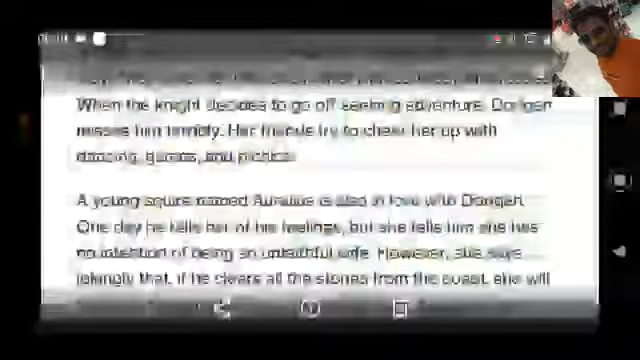 When the knight decides to go off seeking adventure, Dorigen
misses him terribly. Her friends try to cheer her up with
dancing, games, and picnics.
A young squire named Aurelius is also in love with Dorigen.
One day he tells her of his feelings, but she tells him she has
no intention of being an unfaithful wife. However, she says
jokingly that, if he clears all the stones from the coast, she will